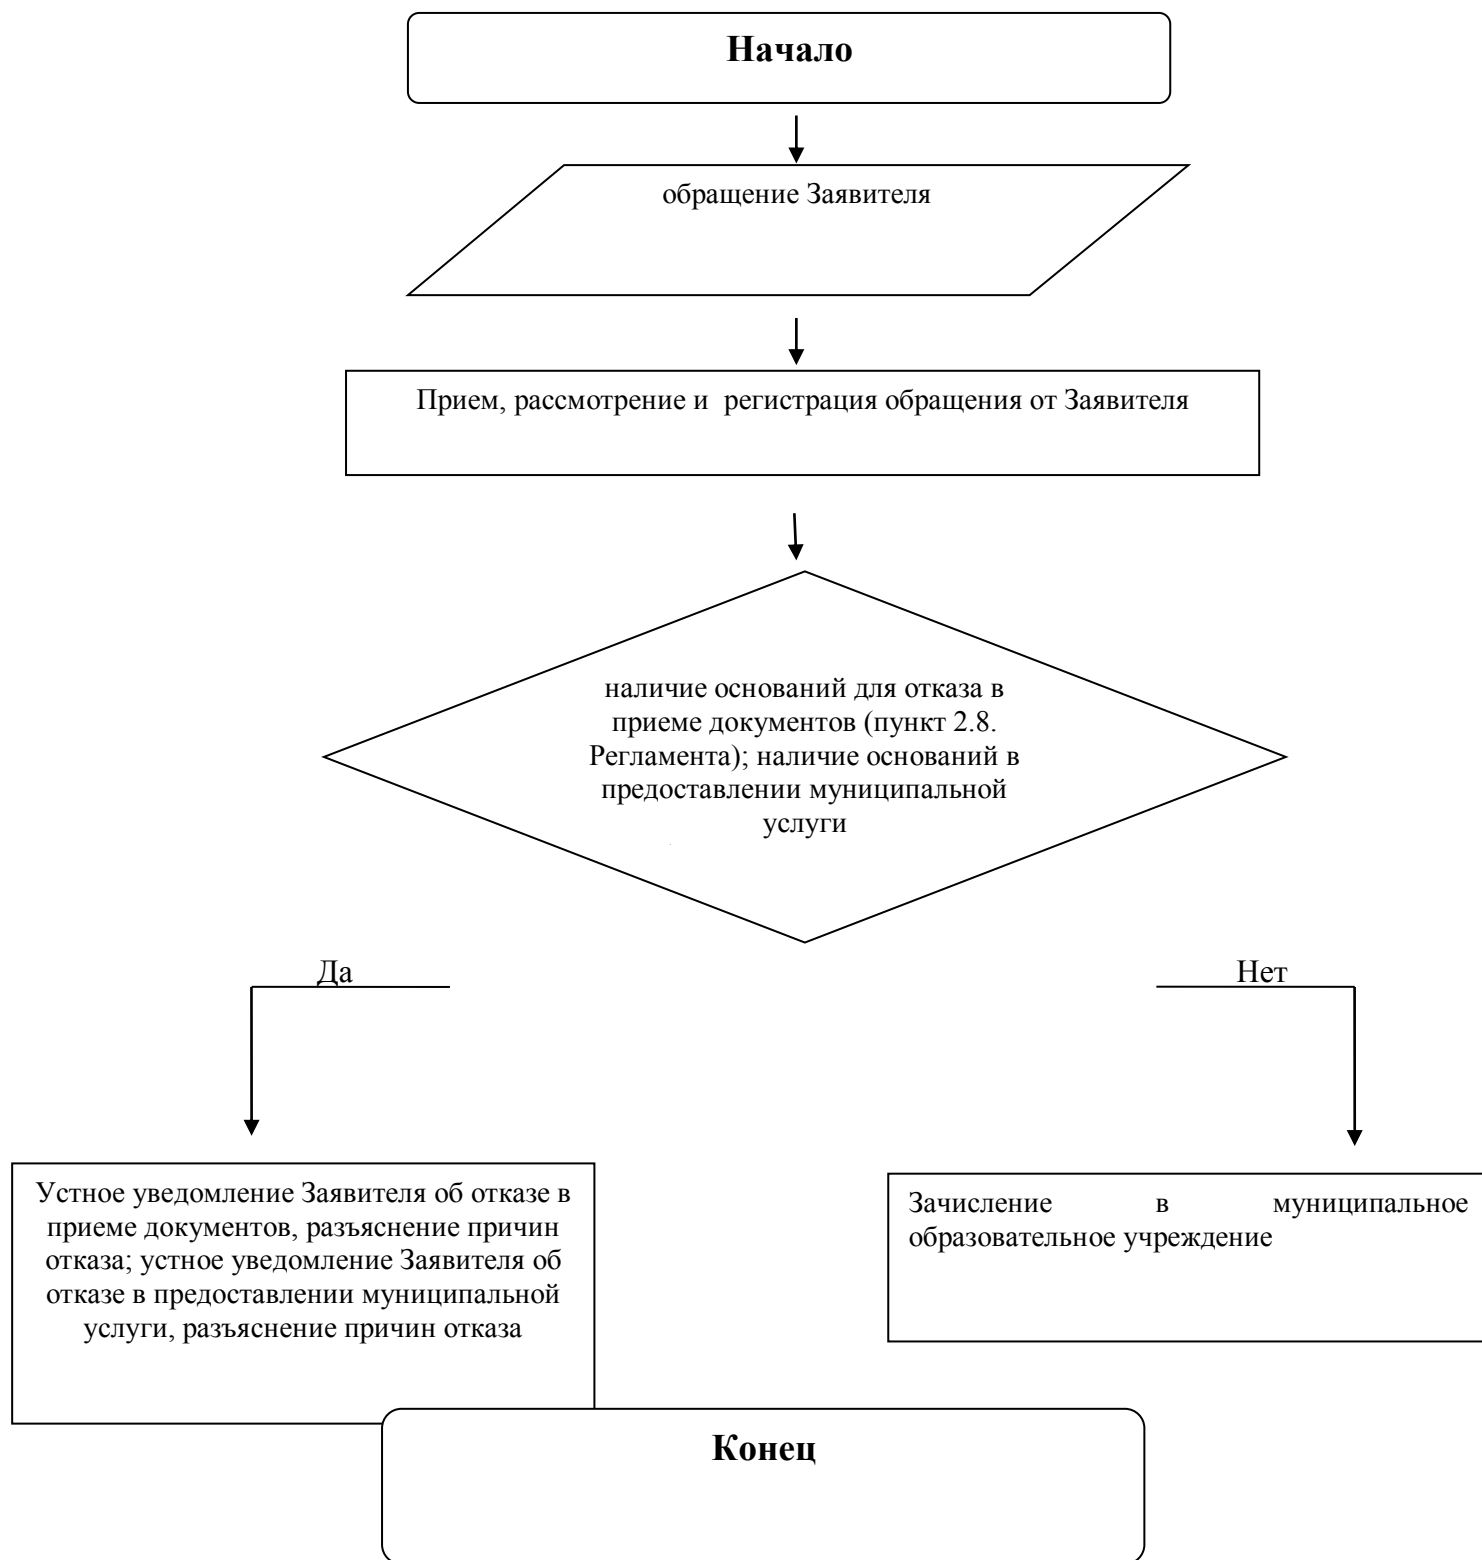 Начало
обращение Заявителя
Прием, рассмотрение и регистрация обращения от Заявителя
наличие оснований для отказа в
приеме документов (пункт 2.8.
Регламента); наличие оснований в
предоставлении муниципальной
услуги
Да
Нет
Устное уведомление Заявителя об отказе в
приеме документов, разъяснение причин
отказа; устное уведомление Заявителя об
отказе в предоставлении муниципальной
услуги, разъяснение причин отказа
Зачисление в муниципальное
образовательное учреждение
Конец